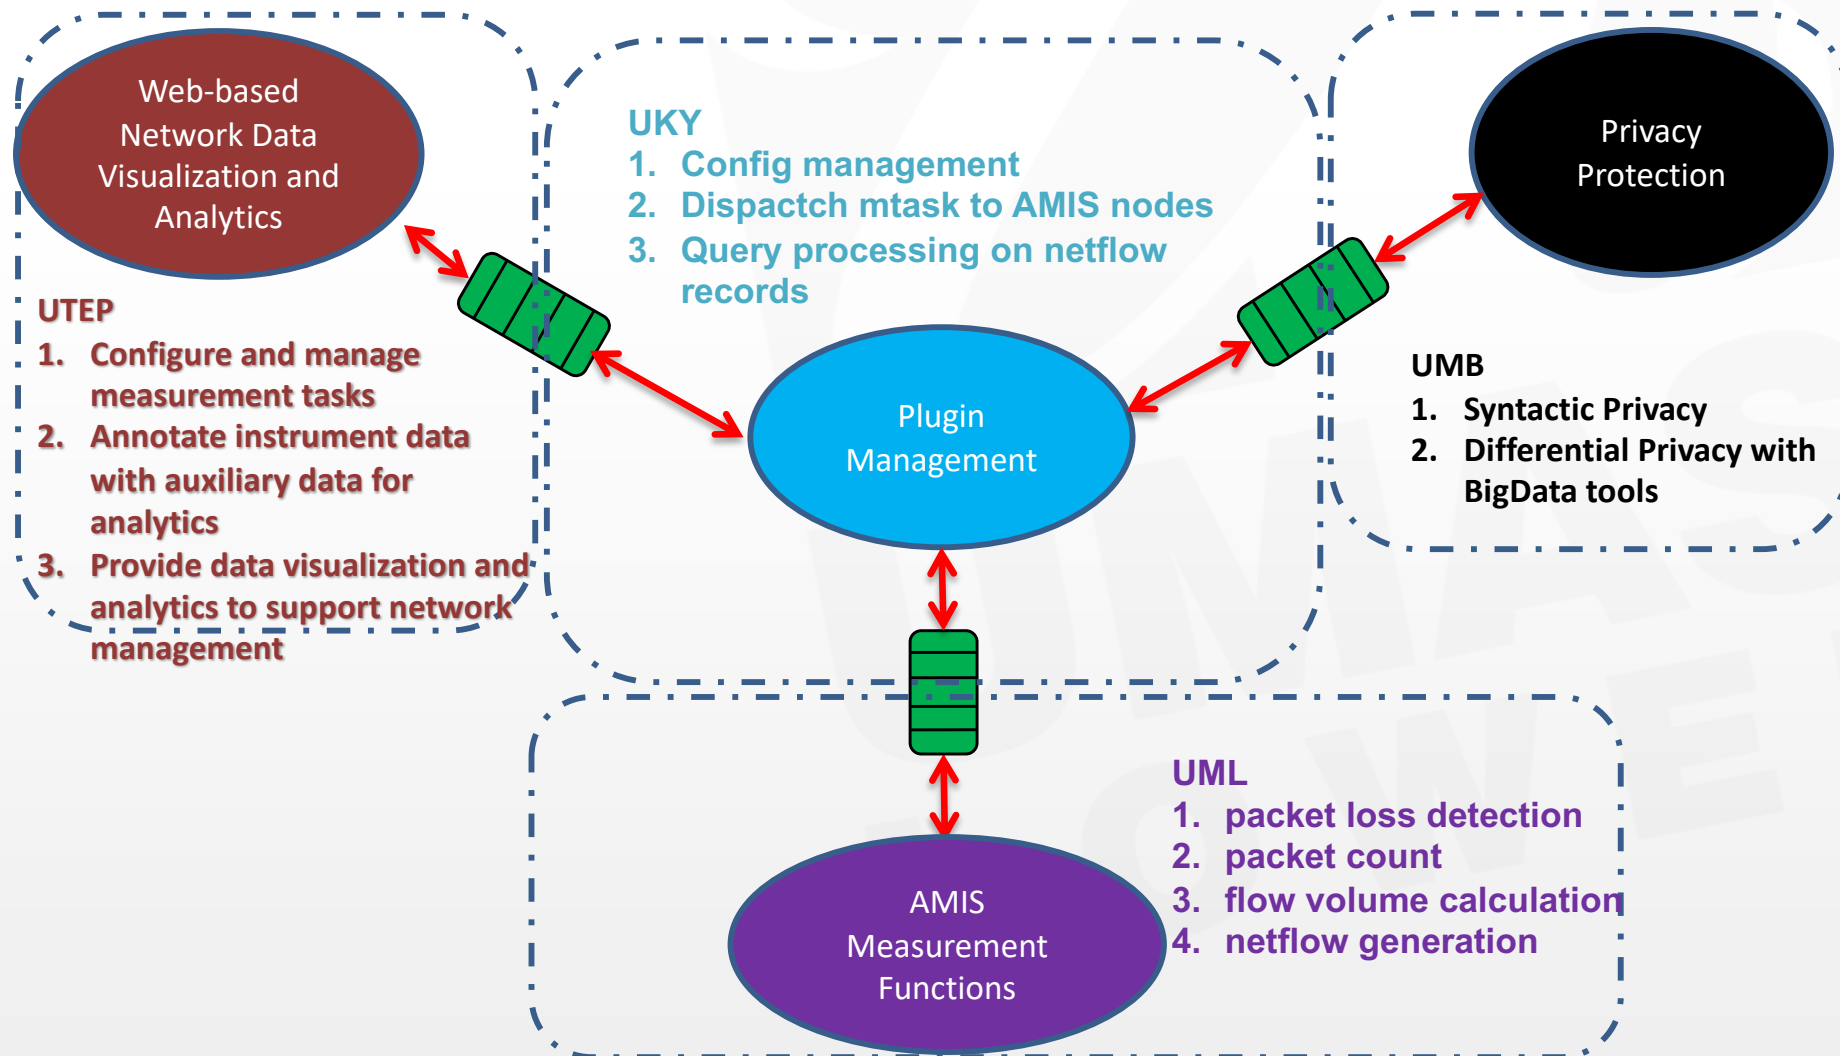 Web-based
Network Data
Visualization and
Analytics
UTEP
1. Configure and manage
measurement tasks
2. Annotate instrument data
with auxiliary data for
analytics
3. Provide data visualization and
analytics to support network
management
UKY
1. Config management
2. Dispactch mtask to AMIS nodes
3. Query processing on netflow
records
Plugin
Management
Privacy
Protection
UMB
1. Syntactic Privacy
2. Differential Privacy with
BigData tools
UML
1. packet loss detection
2. packet count
3. flow volume calculation
4. netflow generation
AMIS
Measurement
Functions